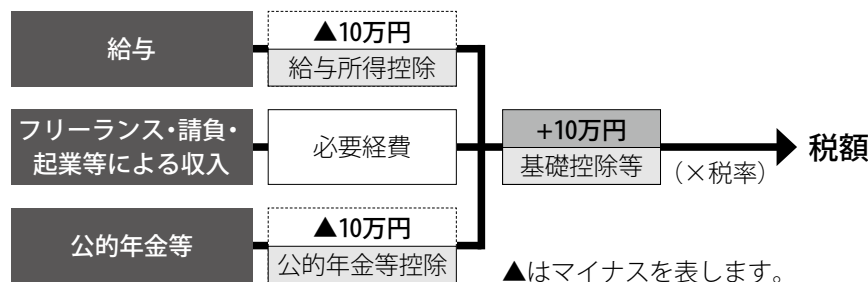 給与
▲10万円
給与所得控除
フリーランス・請負・
起業等による収入
必要経費
+10万円
基礎控除等
(×税率)
税額
公的年金等
▲10万円
公的年金等控除
▲はマイナスを表します。